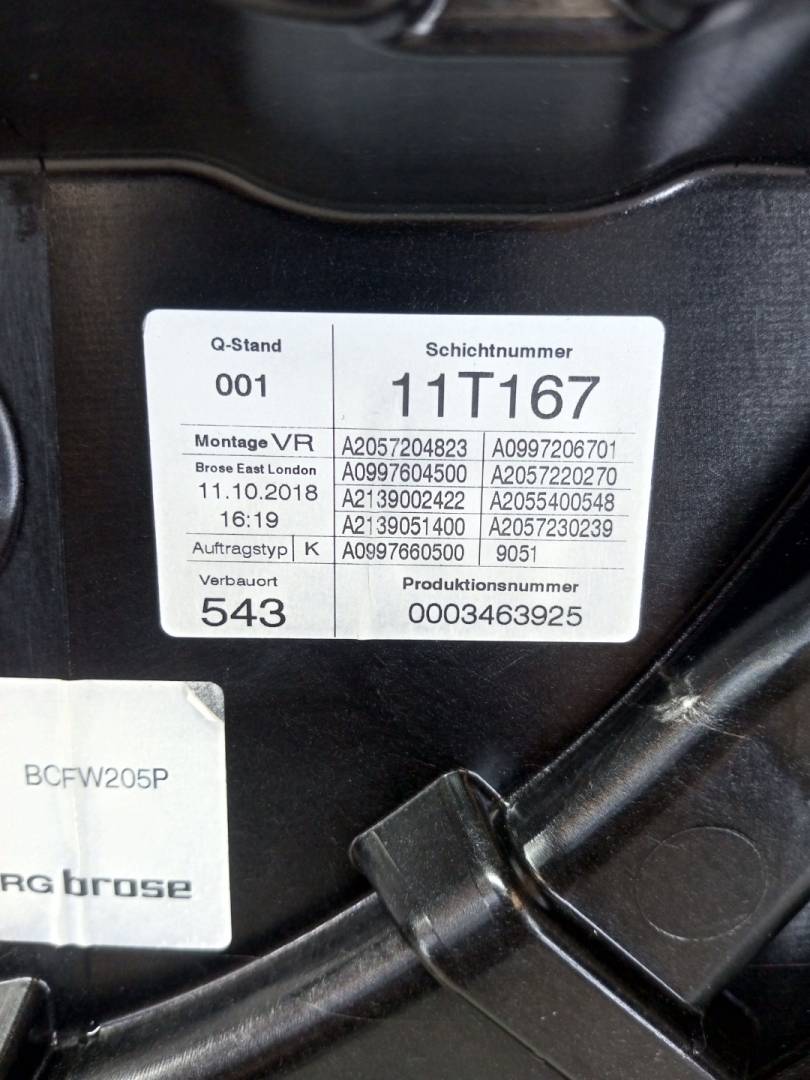 Q-Stand
001
Schichtnummer
11T167
Montage VR
A2057204823 A0997206701
Brose East London
A0997604500 A2057220270
11.10.2018
A2139002422 A2055400548
16:19
A2139051400 A2057230239
Auftragstyp K
A0997660500 9051
Verbauort
543
Produktionsnummer
0003463925
BCFW205P
RG brose